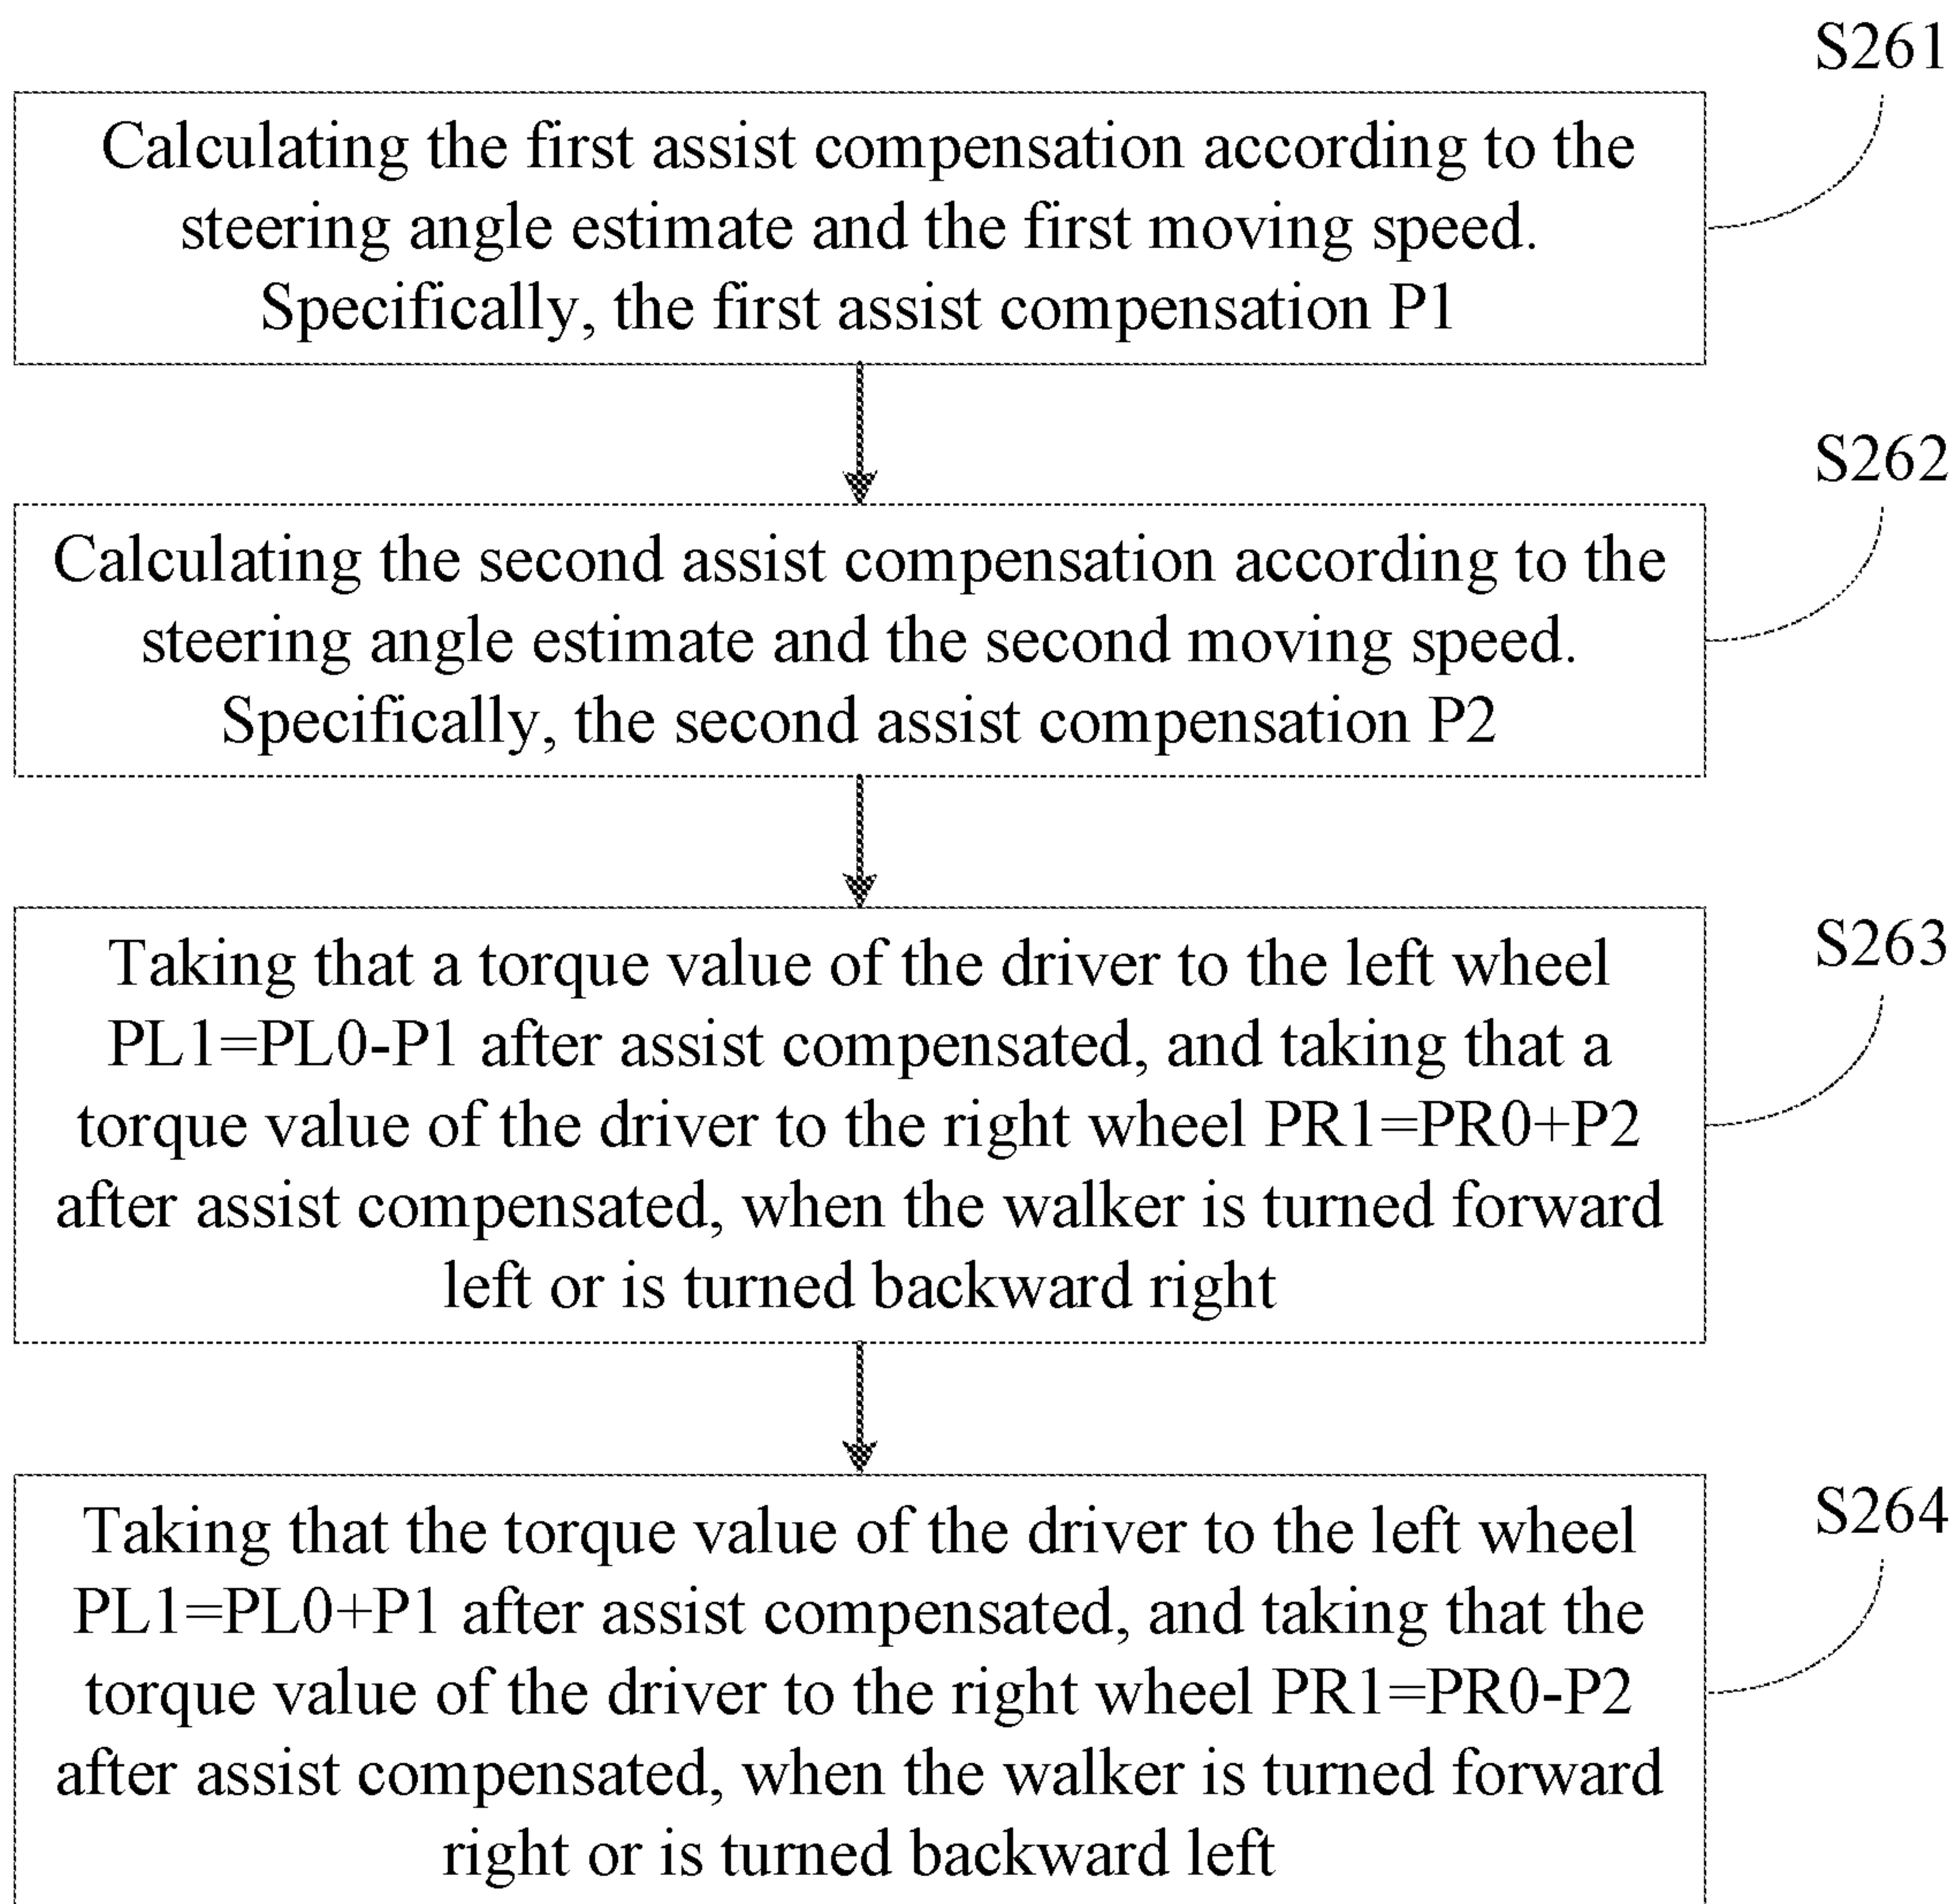 S261
Calculating the first assist compensation according to the
steering angle estimate and the first moving speed.
Specifically, the first assist compensation P1
S262
Calculating the second assist compensation according to the
steering angle estimate and the second moving speed.
Specifically, the second assist compensation P2
S263
Taking that a torque value of the driver to the left wheel
PL1=PL0-P1 after assist compensated, and taking that a
torque value of the driver to the right wheel PR1=PR0+P2
after assist compensated, when the walker is turned forward
left or is turned backward right
S264
Taking that the torque value of the driver to the left wheel
PL1=PL0+P1 after assist compensated, and taking that the
torque value of the driver to the right wheel PR1=PR0-P2
after assist compensated, when the walker is turned forward
right or is turned backward left